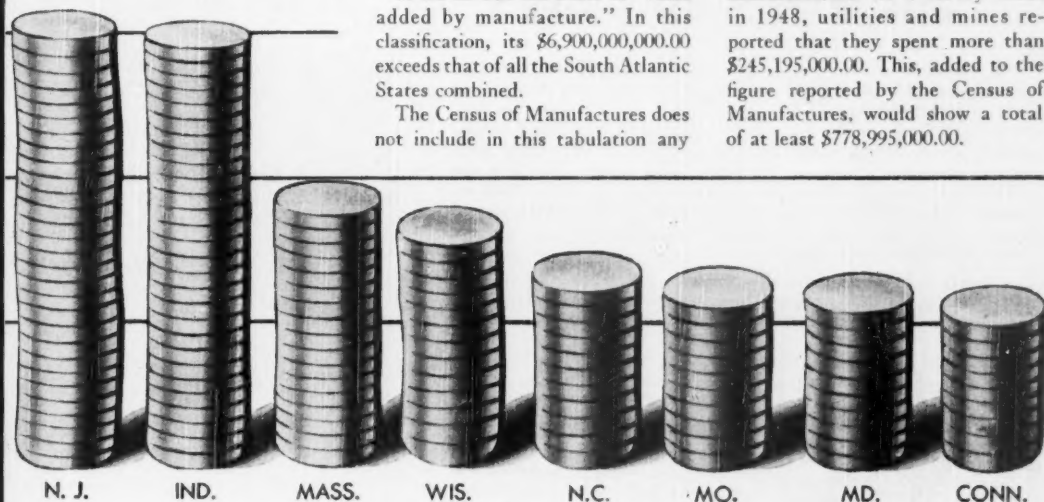 added by manufacture." In this
classification, its $6,900,000,000.00
exceeds that of all the South Atlantic
States combined.
The Census of Manufactures does
not include in this tabulation any
in 1948, utilities and mines re-
ported that they spent more than
$245,195,000.00. This, added to the
figure reported by the Census of
Manufactures, would show a total
of at least $778,995,000.00.
N. J. IND. MASS. WIS. N.C. MO. MD. CONN.